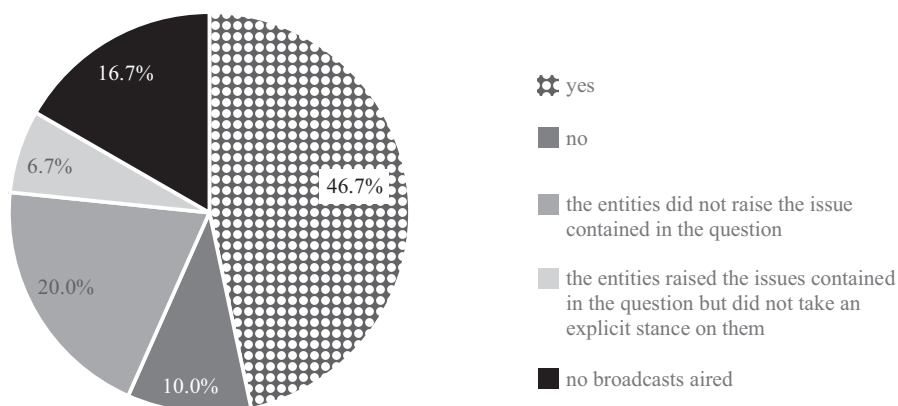 16.7%
6.7%
46.7%
20.0%
10.0%
yes
no
the entities did not raise the issue
contained in the question
the entities raised the issues contained
in the question but did not take an
explicit stance on them
no broadcasts aired